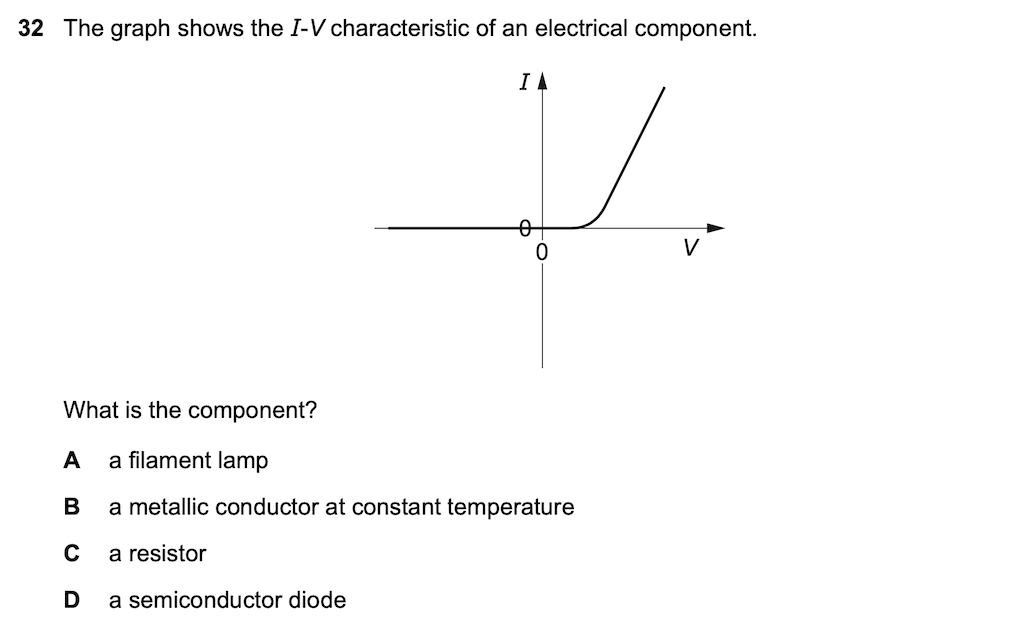 32 The graph shows the I-V characteristic of an electrical component.
I
0
0
V
What is the component?
A a filament lamp
B a metallic conductor at constant temperature
C a resistor
D a semiconductor diode